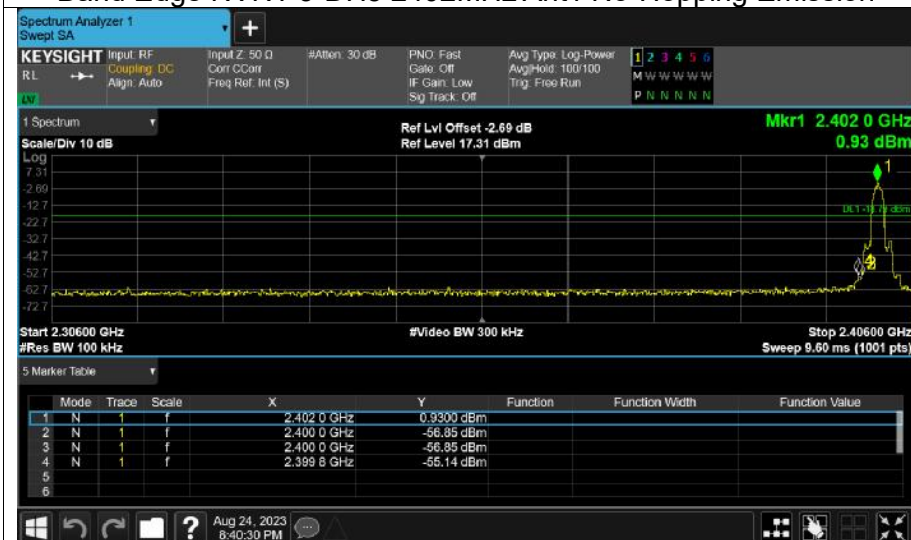 Spectrum Analyzer 1
Swept SA
KEYSIGHT
RL
Input: RF
Coupling: DC
Align: Auto
Input Z: 50 Ω
Corr CCorr
Freq Ref: Int (S)
#Atten: 30 dB
PNO: Fast
Gate: Off
IF Gain: Low
Sig Track: Off
Avg Type: Log-Power
Avg|Hold: 100/100
Trig: Free Run
1 2 3 4 5 6
M W W W W W
P N N N N N
1 Spectrum
Scale/Div 10 dB
Ref Lvl Offset -2.69 dB
Ref Level 17.31 dBm
Mkr1 2.402 0 GHz
0.93 dBm
Log
7.31
-2.69
-12.7
-22.7
-32.7
-42.7
-52.7
-62.7
-72.7
1
Start 2.30600 GHz
#Video BW 300 kHz
Stop 2.40600 GHz
#Res BW 100 kHz
Sweep 9.60 ms (1001 pts)
5 Marker Table
Mode Trace Scale X Y Function Function Width Function Value
1 N 1 f 2.402 0 GHz 0.9300 dBm
2 N 1 f 2.400 0 GHz -56.85 dBm
3 N 1 f 2.400 0 GHz -56.85 dBm
4 N 1 f 2.399 8 GHz -55.14 dBm
5
6
?
Aug 24, 2023
8:40:30 PM